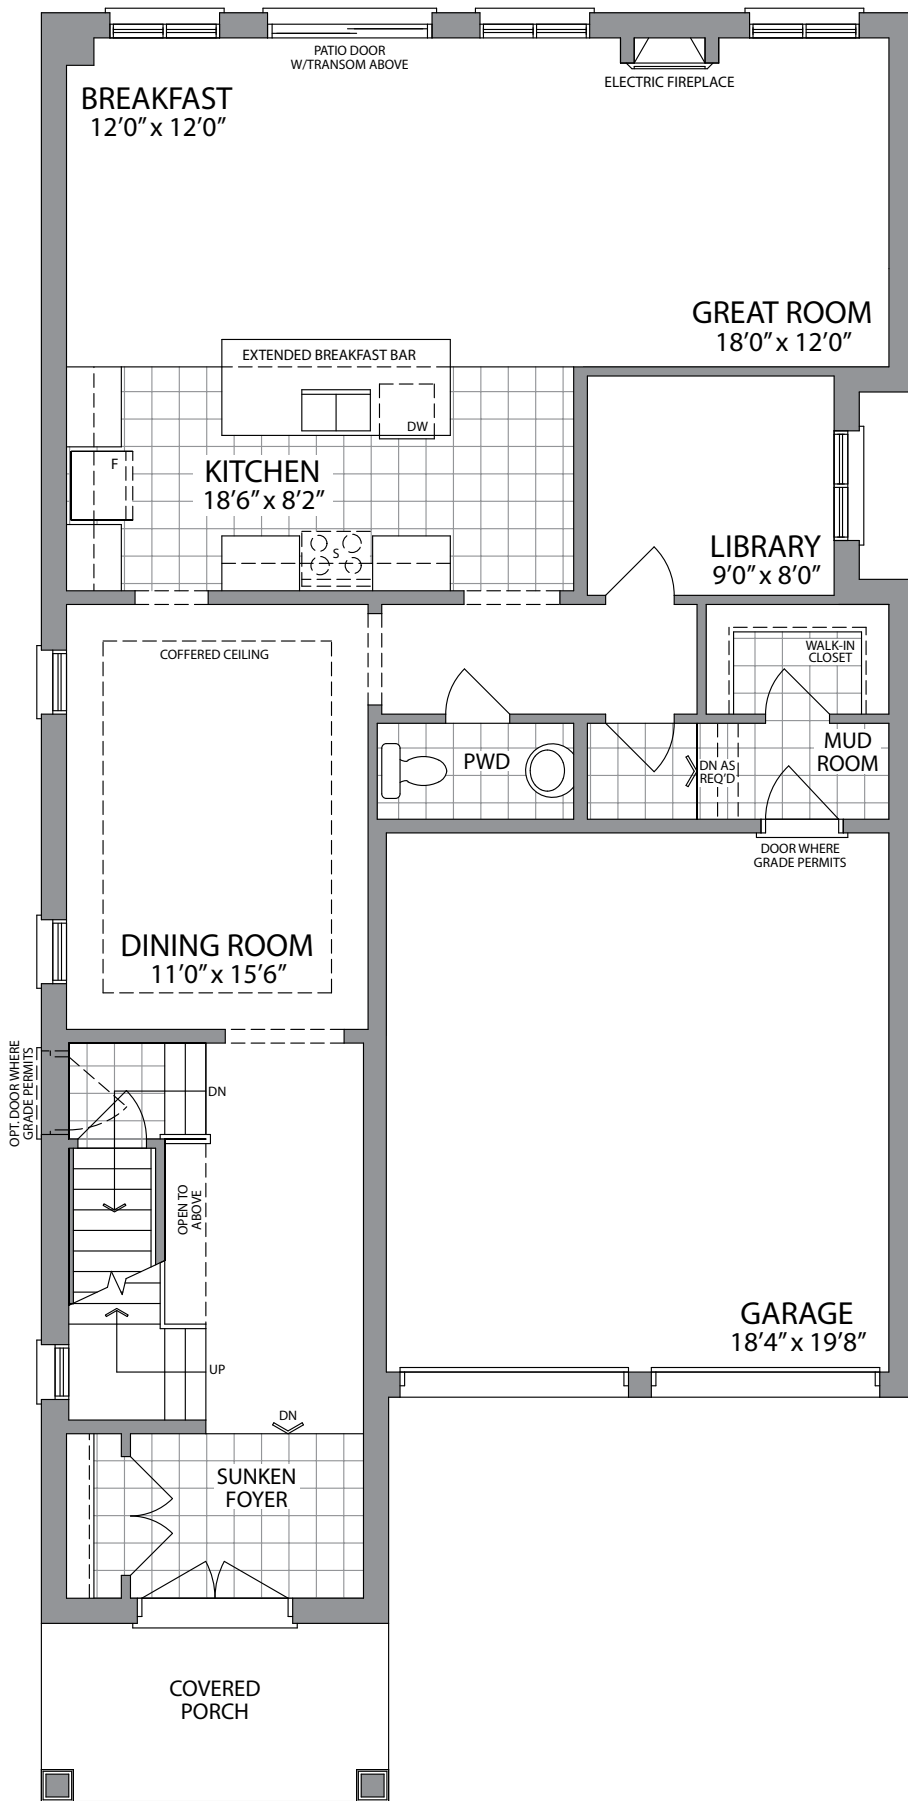 PATIO DOOR
W/TRANSOM ABOVE
ELECTRIC FIREPLACE
BREAKFAST
12'0" x 12'0"
GREAT ROOM
18'0" x 12'0"
EXTENDED BREAKFAST BAR
DW
F
KITCHEN
18'6" x 8'2"
S
LIBRARY
9'0" x 8'0"
COFFERED CEILING
WALK-IN
CLOSET
PWD
DN AS
REQ'D
MUD
ROOM
DOOR WHERE
GRADE PERMITS
DINING ROOM
11'0" x 15'6"
OPT. DOOR WHERE
GRADE PERMITS
DN
OPEN TO
ABOVE
GARAGE
18'4" x 19'8"
UP
DN
SUNKEN
FOYER
COVERED
PORCH